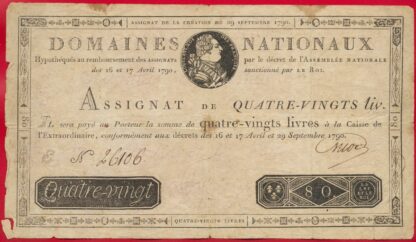 ASSIGNAT DE LA CRÉATION DU 29 SEPTEMBRE 1790.
DOMAINES NATIONAUX
Hypothéqués au remboursement des ASSIGNATS par le décret de l'ASSEMBLÉE NATIONALE
des 16 et 17 Avril 1790, sanctionné par LE ROI.
ASSIGNAT DE QUATRE-VINGTS liv.
IL sera payé au Porteur la somme de quatre-vingts livres à la Caisse de
l'Extraordinaire, conformément aux décrets des 16 et 17 Avril et 29 Septembre 1790.
E N° 26106
Quatre-vingt 80
QUATRE-VINGTS LIVRES